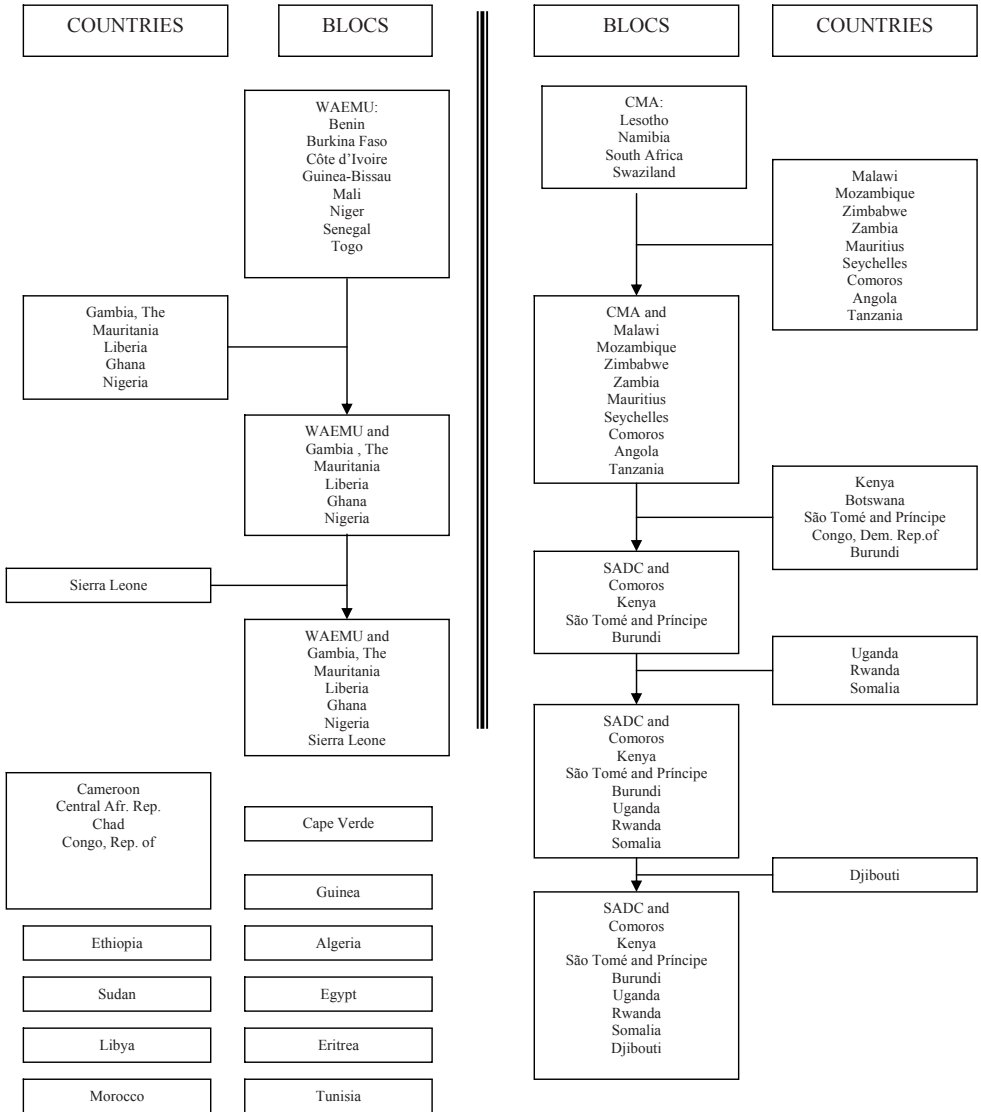 COUNTRIES
BLOCS
WAEMU:
Benin
Burkina Faso
Côte d'Ivoire
Guinea-Bissau
Mali
Niger
Senegal
Togo
Gambia, The
Mauritania
Liberia
Ghana
Nigeria
WAEMU and
Gambia , The
Mauritania
Liberia
Ghana
Nigeria
Sierra Leone
WAEMU and
Gambia, The
Mauritania
Liberia
Ghana
Nigeria
Sierra Leone
Cameroon
Central Afr. Rep.
Chad
Congo, Rep. of
Cape Verde
Guinea
Ethiopia
Algeria
Sudan
Egypt
Libya
Eritrea
Morocco
Tunisia
BLOCS
COUNTRIES
CMA:
Lesotho
Namibia
South Africa
Swaziland
Malawi
Mozambique
Zimbabwe
Zambia
Mauritius
Seychelles
Comoros
Angola
Tanzania
CMA and
Malawi
Mozambique
Zimbabwe
Zambia
Mauritius
Seychelles
Comoros
Angola
Tanzania
Kenya
Botswana
São Tomé and Príncipe
Congo, Dem. Rep.of
Burundi
SADC and
Comoros
Kenya
São Tomé and Príncipe
Burundi
Uganda
Rwanda
Somalia
SADC and
Comoros
Kenya
São Tomé and Príncipe
Burundi
Uganda
Rwanda
Somalia
Djibouti
SADC and
Comoros
Kenya
São Tomé and Príncipe
Burundi
Uganda
Rwanda
Somalia
Djibouti